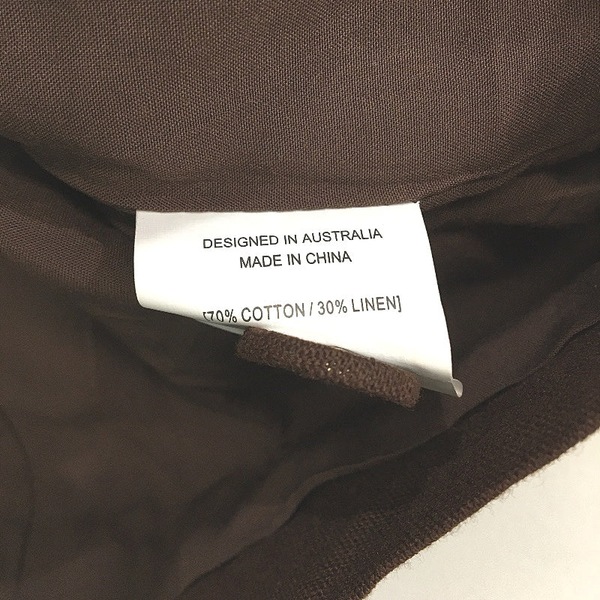 DESIGNED IN AUSTRALIA
MADE IN CHINA
[70% COTTON / 30% LINEN]